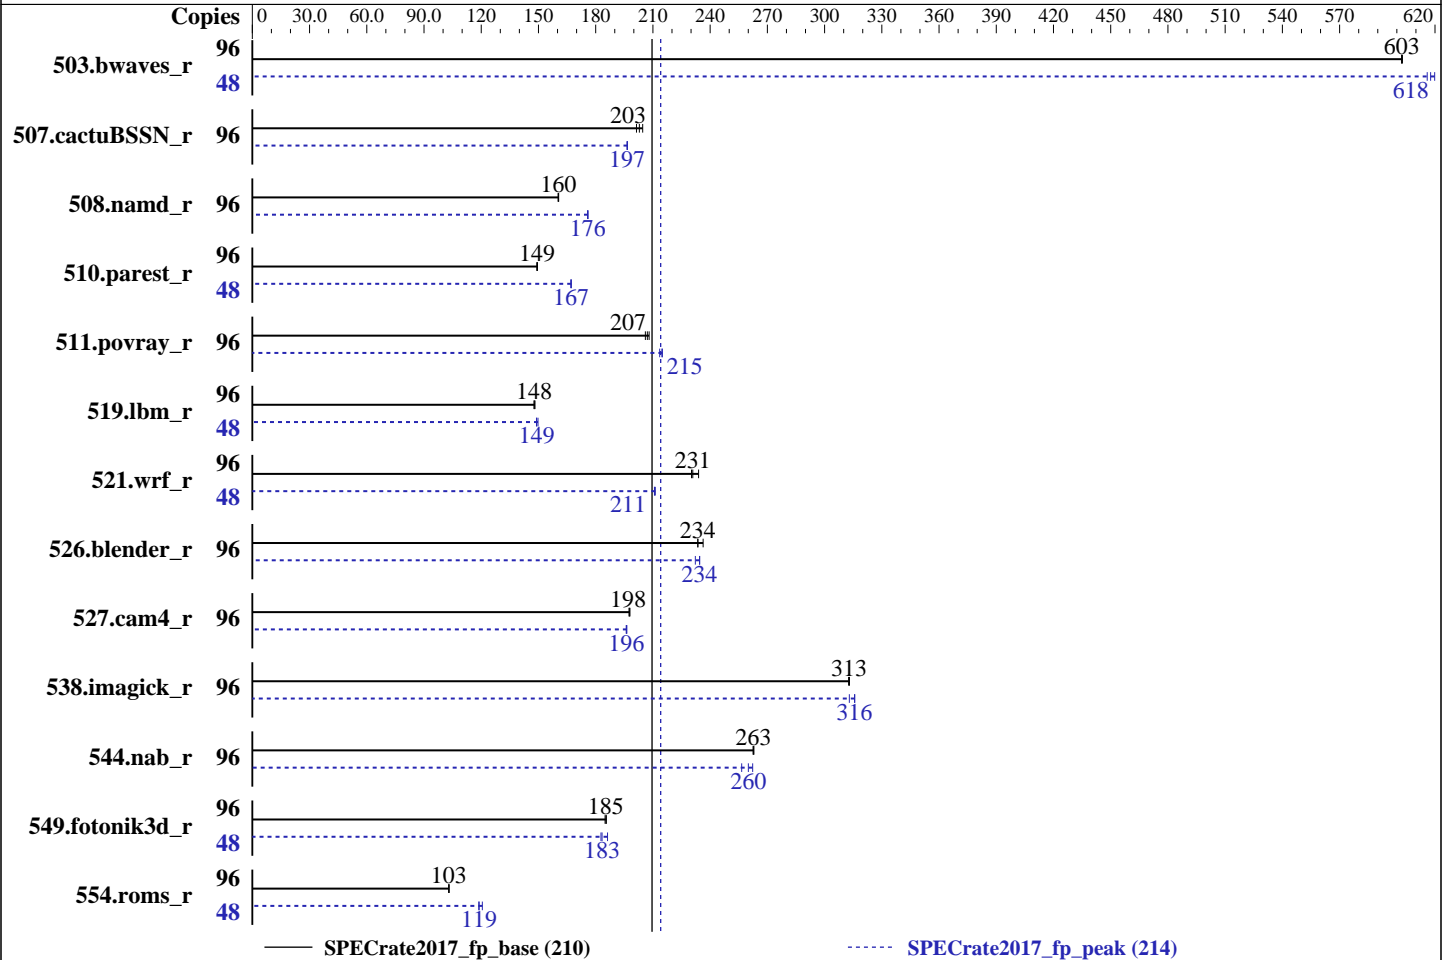 Copies 0 30.0 60.0 90.0 120 150 180 210 240 270 300 330 360 390 420 450 480 510 540 570 620
503.bwaves_r 96 603
48 618
507.cactuBSSN_r 96 203
197
508.namd_r 96 160
176
510.parest_r 96 149
48 167
511.povray_r 96 207
215
519.lbm_r 96 148
48 149
521.wrf_r 96 231
48 211
526.blender_r 96 234
234
527.cam4_r 96 198
196
538.imagick_r 96 313
316
544.nab_r 96 263
260
549.fotonik3d_r 96 185
48 183
554.roms_r 96 103
48 119
SPECrate2017_fp_base (210) SPECrate2017_fp_peak (214)